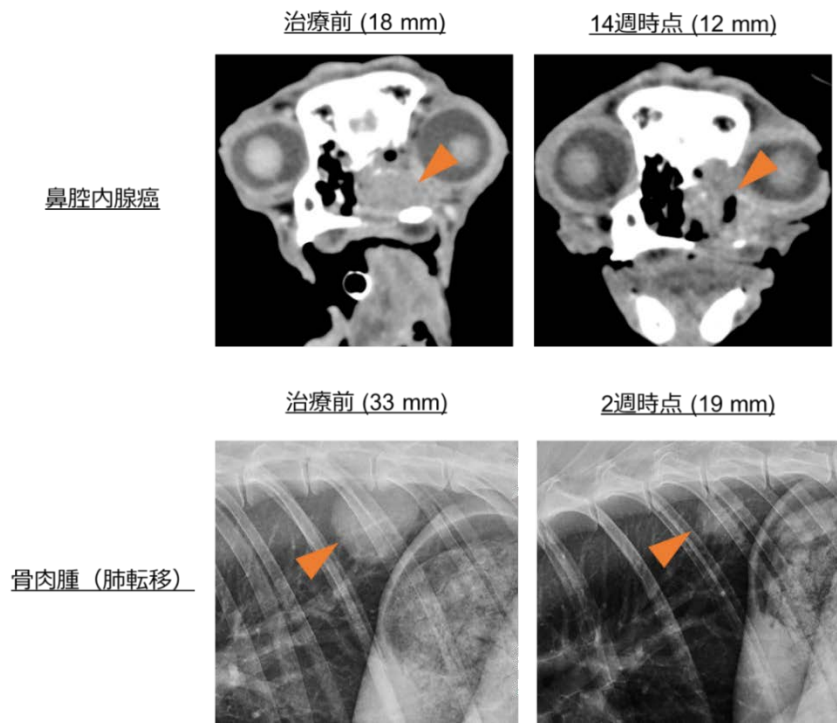 治療前 (18 mm)
14週時点 (12 mm)
鼻腔内腺癌
治療前 (33 mm)
2週時点 (19 mm)
骨肉腫（肺転移）